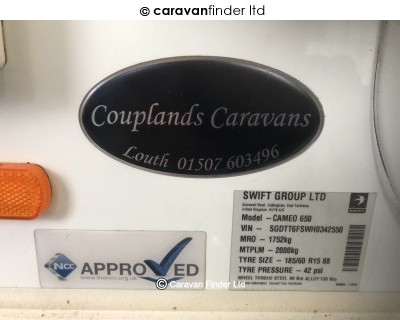 © caravanfinder ltd
Couplands Caravans
Louth 01507 603496
SWIFT GROUP LTD
Model - CAMEO 650
VIN - SGDTT6FSWH0342550
MRO - 1752kg
MTPLM - 2000kg
TYRE SIZE - 185/60 R15 88
TYRE PRESSURE - 42 psi
NCC APPROVED
© Caravan Finder Ltd